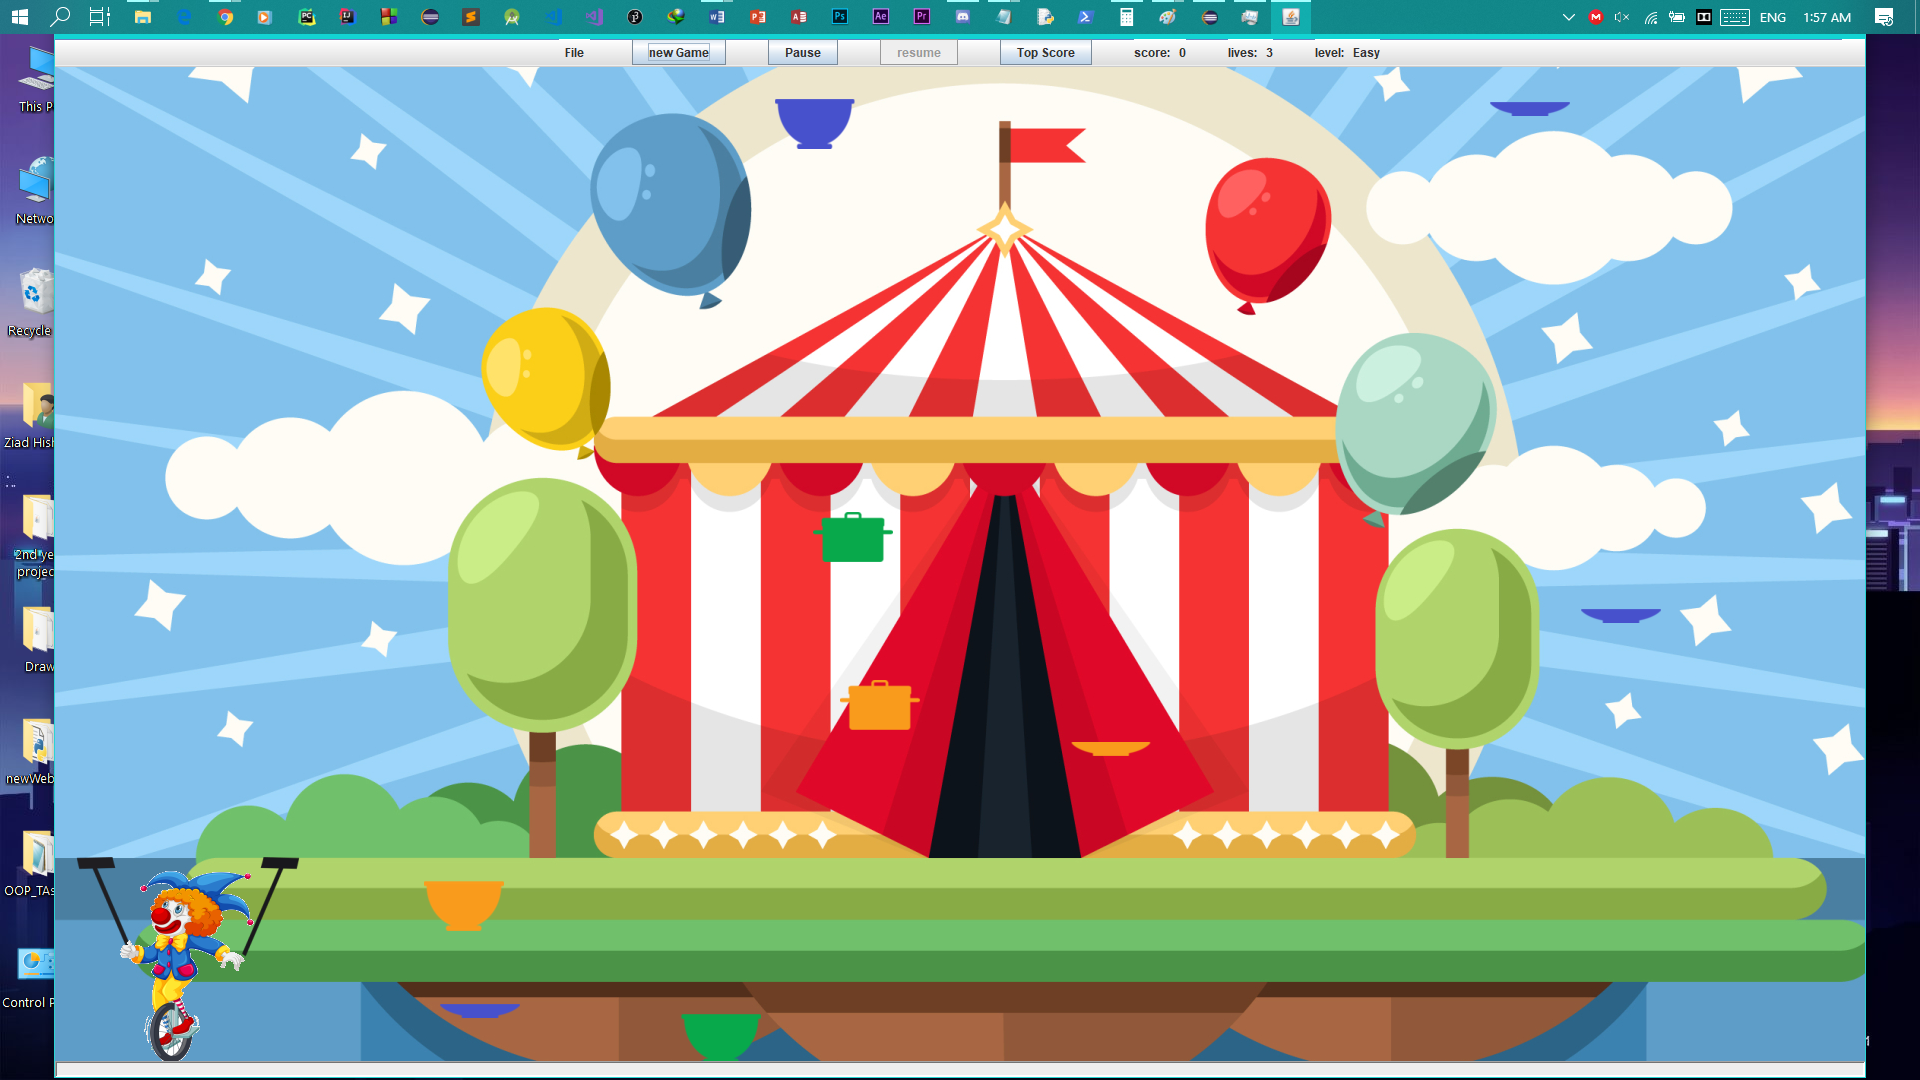 ENG 1:57 AM
File new Game Pause resume Top Score score: 0 lives: 3 level: Easy
This P
Netwo
Recycle
Ziad Hish
2nd ye
projec
Draw
newWeb
OOP_TAs
Control P